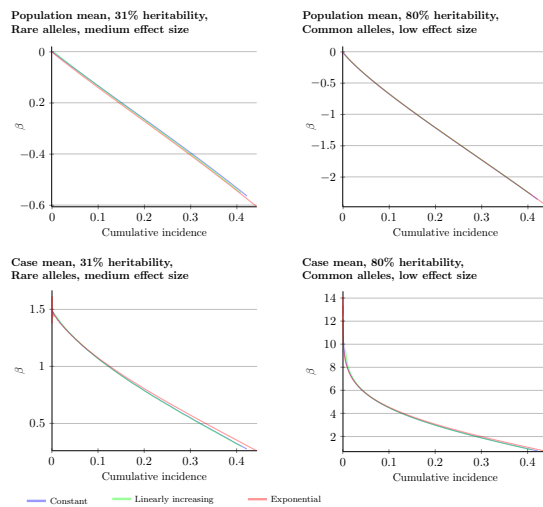 Population mean, 31% heritability,
Rare alleles, medium effect size
0
0.2
−0.4
−0.6
β
0
0.1
0.2
0.3
0.4
Cumulative incidence
Population mean, 80% heritability,
Common alleles, low effect size
0
−0.5
−1
−1.5
−2
β
0
0.1
0.2
0.3
0.4
Cumulative incidence
Case mean, 31% heritability,
Rare alleles, medium effect size
1.5
1
0.5
β
0
0.1
0.2
0.3
0.4
Cumulative incidence
Case mean, 80% heritability,
Common alleles, low effect size
14
12
10
8
6
4
2
β
0
0.1
0.2
0.3
0.4
Cumulative incidence
Constant
Linearly increasing
Exponential